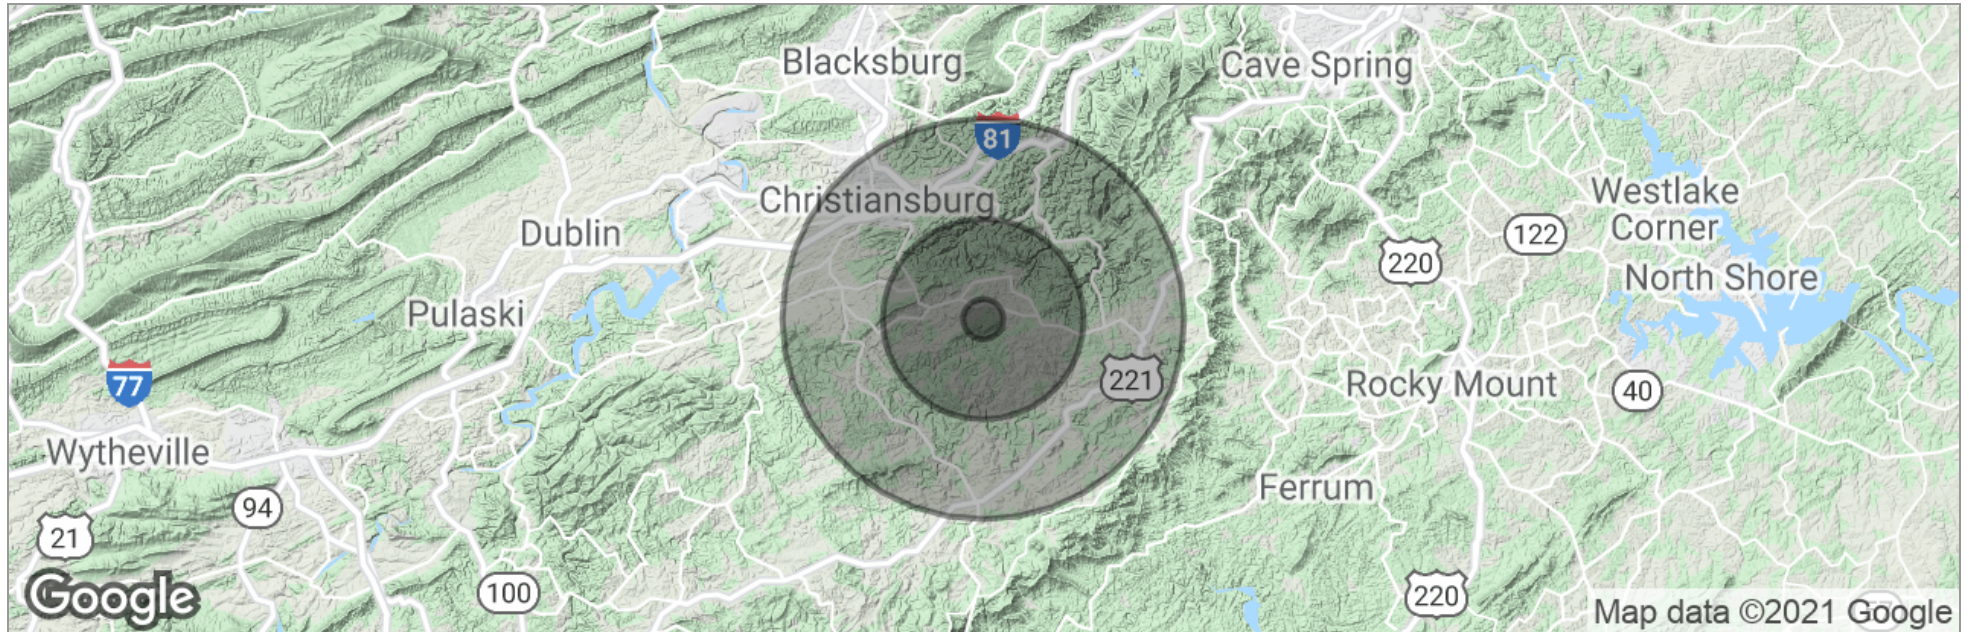 Blacksburg
Cave Spring
81
Christiansburg
Westlake
Corner
Dublin
122
220
North Shore
Pulaski
77
221
Rocky Mount
40
Wytheville
Ferrum
94
21
Google
100
220
Map data ©2021 Google